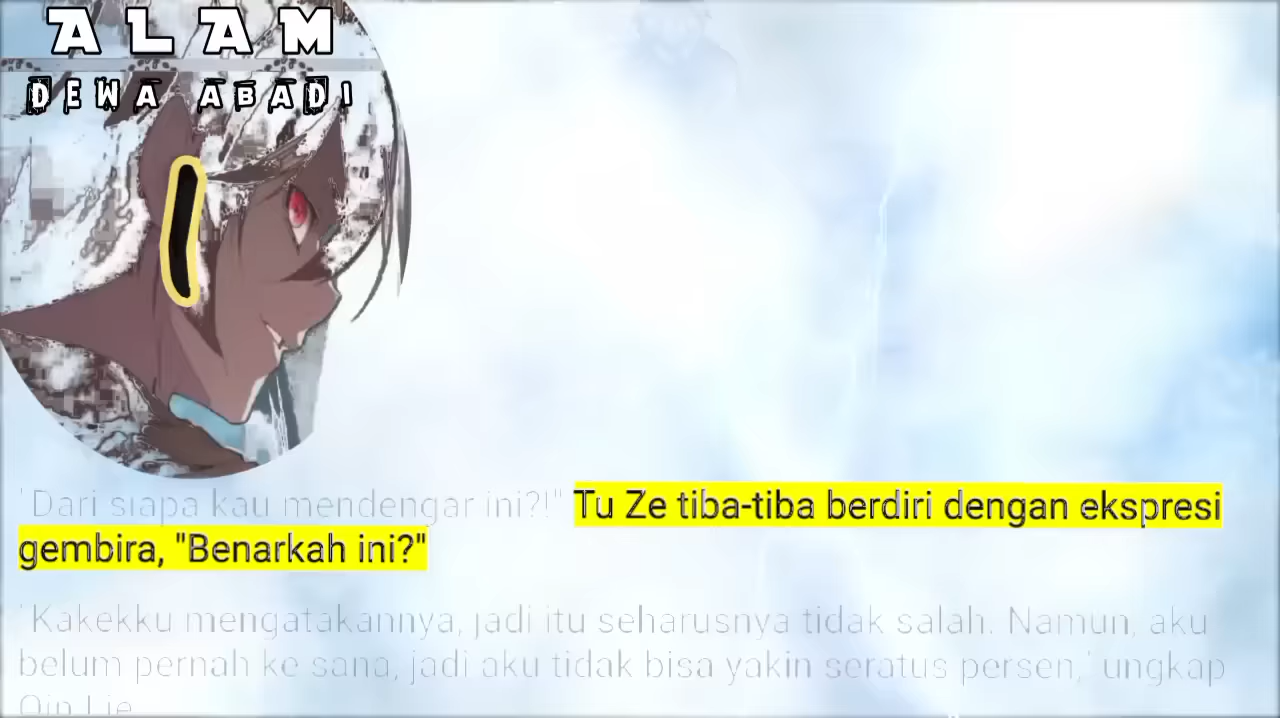 ALAM
DEWA ABADI
"Dari siapa kau mendengar ini?!" Tu Ze tiba-tiba berdiri dengan ekspresi
gembira, "Benarkah ini?"
"Kakekku mengatakannya, jadi itu seharusnya tidak salah. Namun, aku
belum pernah ke sana, jadi aku tidak bisa yakin seratus persen," ungkap
Qin Lie